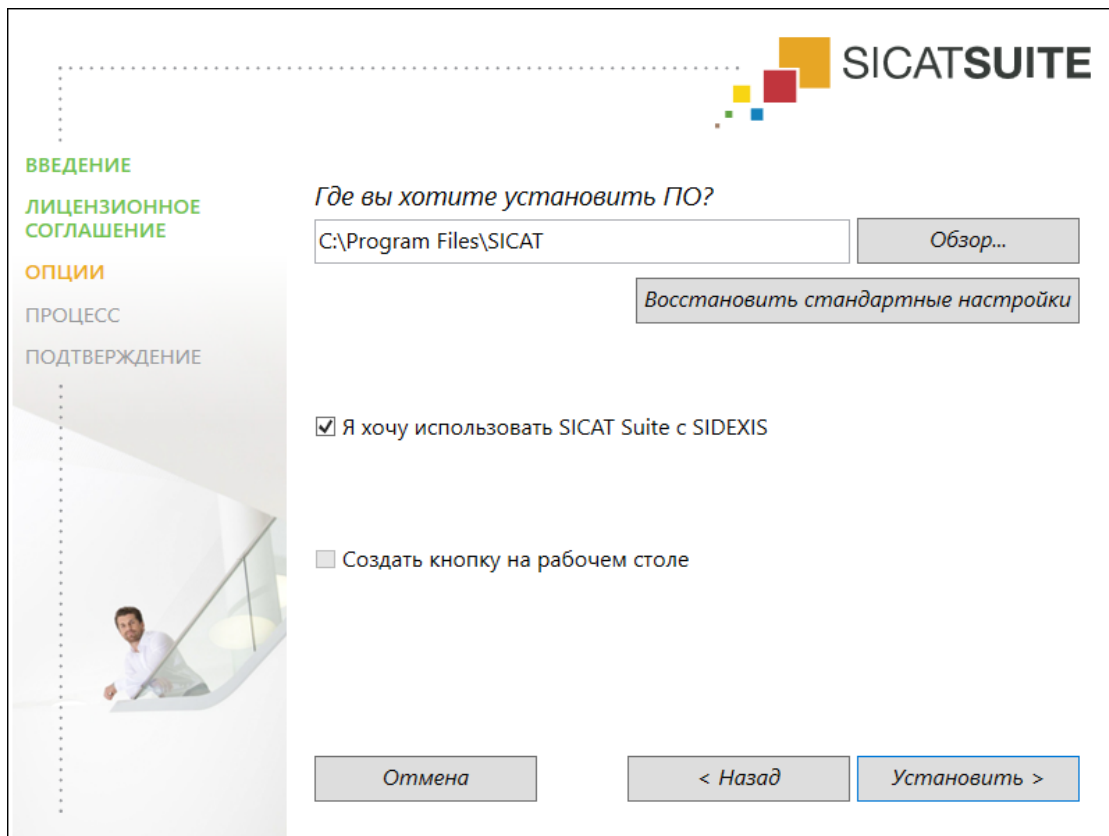 SICATSUITE
ВВЕДЕНИЕ
ЛИЦЕНЗИОННОЕ
СОГЛАШЕНИЕ
ОПЦИИ
ПРОЦЕСС
ПОДТВЕРЖДЕНИЕ
Где вы хотите установить ПО?
C:\Program Files\SICAT
Обзор...
Восстановить стандартные настройки
Я хочу использовать SICAT Suite с SIDEXIS
Создать кнопку на рабочем столе
Отмена
< Назад
Установить >